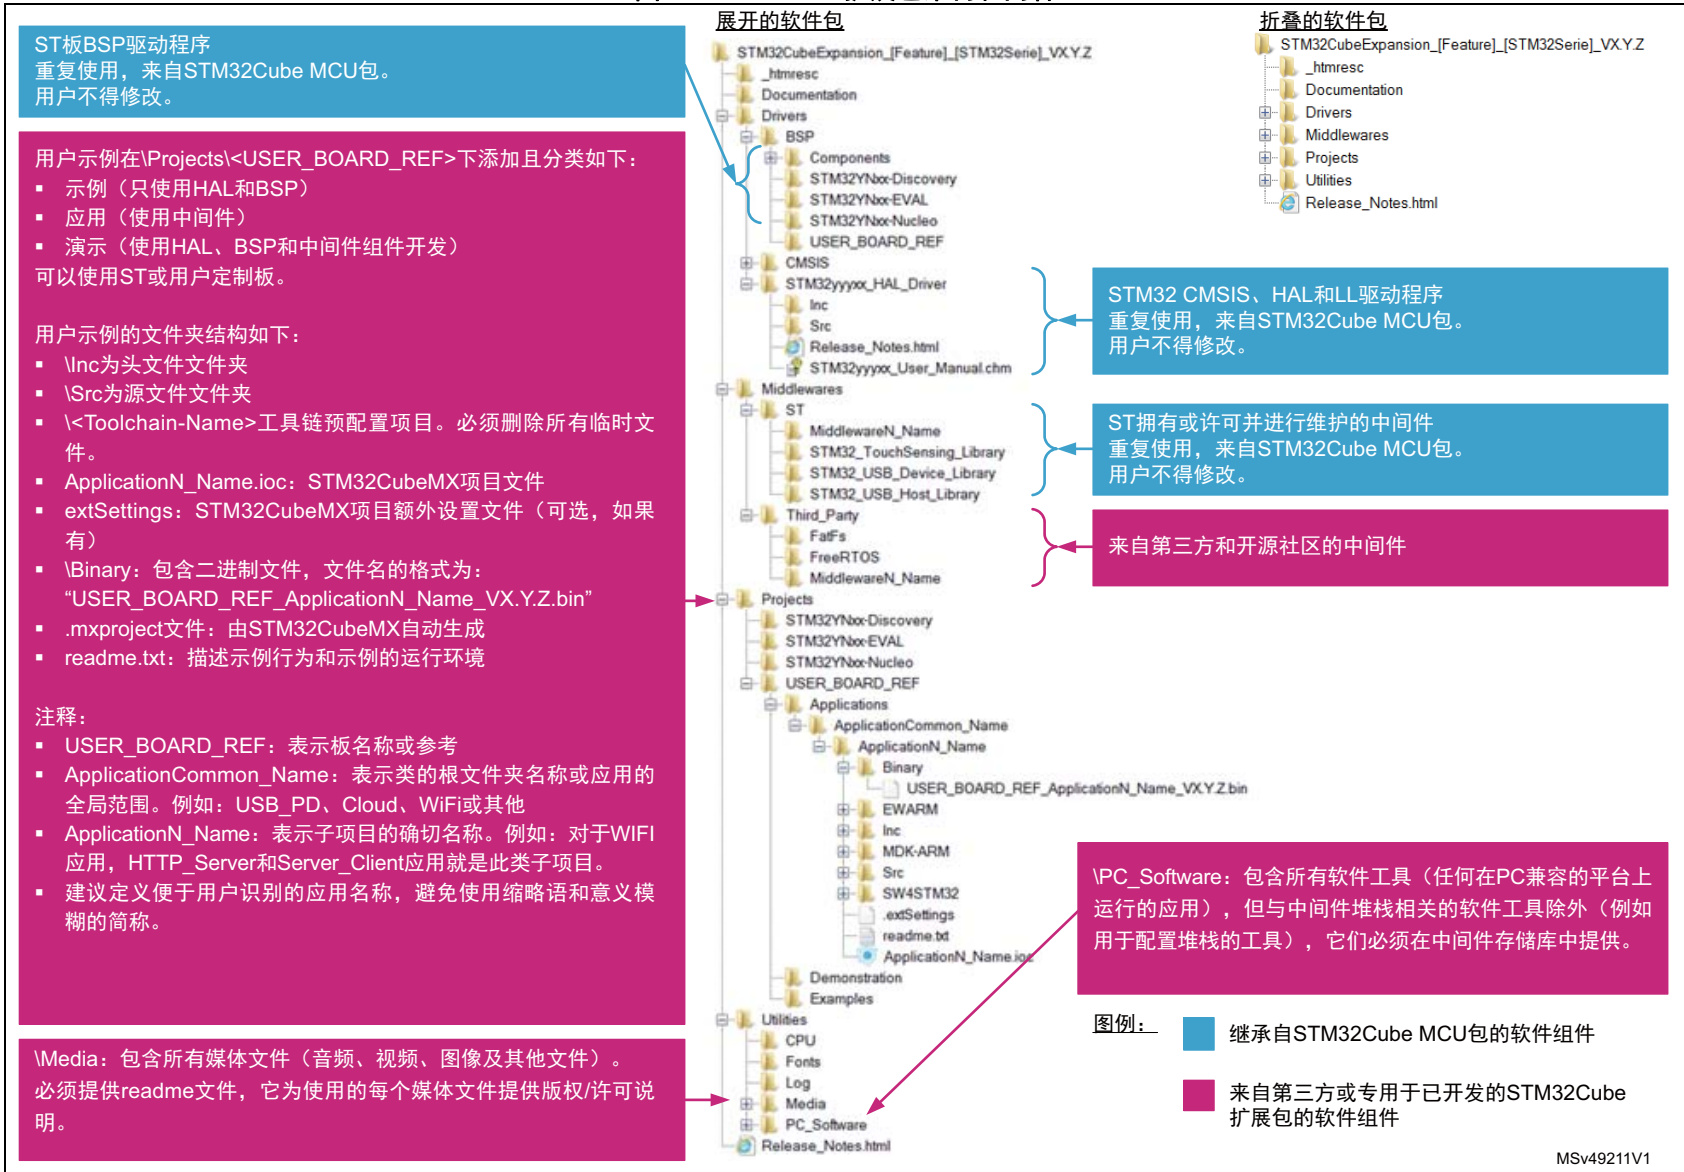 展开的软件包
折叠的软件包
ST板BSP驱动程序
重复使用，来自STM32Cube MCU包。
用户不得修改。
用户示例在\Projects\<USER_BOARD_REF>下添加且分类如下：
▪ 示例（只使用HAL和BSP）
▪ 应用（使用中间件）
▪ 演示（使用HAL、BSP和中间件组件开发）
可以使用ST或用户定制板。
用户示例的文件夹结构如下：
▪ \Inc为头文件文件夹
▪ \Src为源文件文件夹
▪ \<Toolchain-Name>工具链预配置项目。必须删除所有临时文
件。
▪ ApplicationN_Name.ioc：STM32CubeMX项目文件
▪ extSettings：STM32CubeMX项目额外设置文件（可选，如果
有）
▪ \Binary：包含二进制文件，文件名的格式为：
“USER_BOARD_REF_ApplicationN_Name_VX.Y.Z.bin”
▪ .mxproject文件：由STM32CubeMX自动生成
▪ readme.txt：描述示例行为和示例的运行环境
注释：
▪ USER_BOARD_REF：表示板名称或参考
▪ ApplicationCommon_Name：表示类的根文件夹名称或应用的
全局范围。例如：USB_PD、Cloud、WiFi或其他
▪ ApplicationN_Name：表示子项目的确切名称。例如：对于WIFI
应用，HTTP_Server和Server_Client应用就是此类子项目。
▪ 建议定义便于用户识别的应用名称，避免使用缩略语和意义模
糊的简称。
\Media：包含所有媒体文件（音频、视频、图像及其他文件）。
必须提供readme文件，它为使用的每个媒体文件提供版权/许可说
明。
STM32CubeExpansion_[Feature]_[STM32Serie]_VX.Y.Z
_htmresc
Documentation
Drivers
BSP
Components
STM32YNxx-Discovery
STM32YNxx-EVAL
STM32YNxx-Nucleo
USER_BOARD_REF
CMSIS
STM32yyyxx_HAL_Driver
Inc
Src
Release_Notes.html
STM32yyyxx_User_Manual.chm
Middlewares
ST
MiddlewareN_Name
STM32_TouchSensing_Library
STM32_USB_Device_Library
STM32_USB_Host_Library
Third_Party
FatFs
FreeRTOS
MiddlewareN_Name
Projects
STM32YNxx-Discovery
STM32YNxx-EVAL
STM32YNxx-Nucleo
USER_BOARD_REF
Applications
ApplicationCommon_Name
ApplicationN_Name
Binary
USER_BOARD_REF_ApplicationN_Name_VX.Y.Z.bin
EWARM
Inc
MDK-ARM
Src
SW4STM32
.extSettings
readme.txt
ApplicationN_Name.ioc
Demonstration
Examples
Utilities
CPU
Fonts
Log
Media
PC_Software
Release_Notes.html
STM32CubeExpansion_[Feature]_[STM32Serie]_VX.Y.Z
_htmresc
Documentation
Drivers
Middlewares
Projects
Utilities
Release_Notes.html
STM32 CMSIS、HAL和LL驱动程序
重复使用，来自STM32Cube MCU包。
用户不得修改。
ST拥有或许可并进行维护的中间件
重复使用，来自STM32Cube MCU包。
用户不得修改。
来自第三方和开源社区的中间件
\PC_Software：包含所有软件工具（任何在PC兼容的平台上
运行的应用），但与中间件堆栈相关的软件工具除外（例如
用于配置堆栈的工具），它们必须在中间件存储库中提供。
图例：
继承自STM32Cube MCU包的软件组件
来自第三方或专用于已开发的STM32Cube
扩展包的软件组件
MSv49211V1